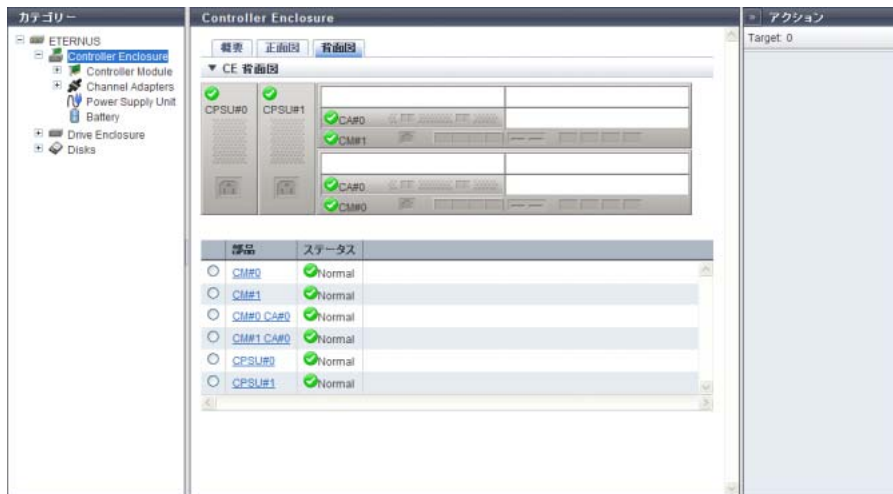 カテゴリー
ETERNUS
Controller Enclosure
Controller Module
Channel Adapters
Power Supply Unit
Battery
Drive Enclosure
Disks
Controller Enclosure
概要 正面図 背面図
▼ CE 背面図
CPSU#0 CPSU#1
CA#0
CM#1
CA#0
CM#0
部品 ステータス
CM#0 Normal
CM#1 Normal
CM#0 CA#0 Normal
CM#1 CA#0 Normal
CPSU#0 Normal
CPSU#1 Normal
» アクション
Target: 0